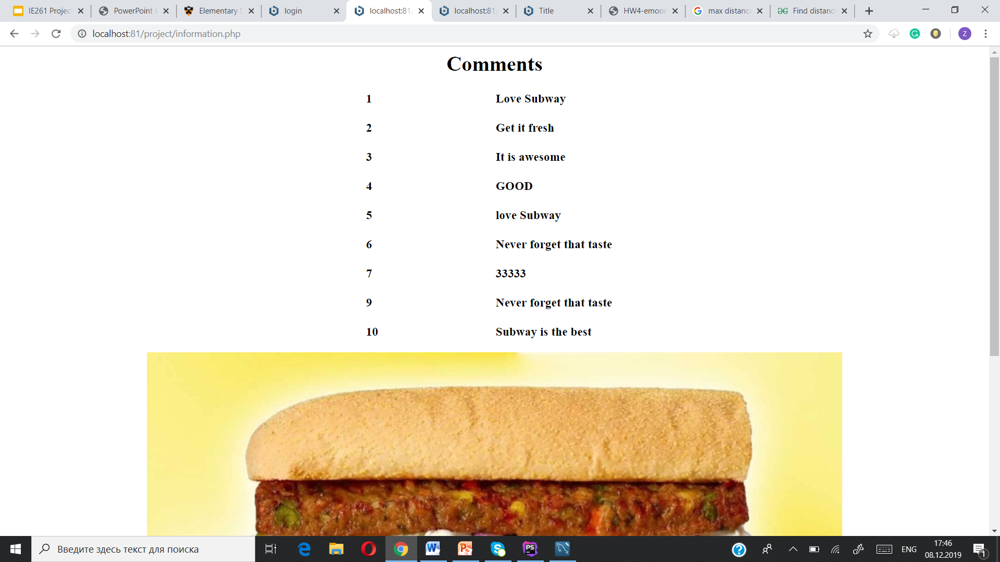 IE261 Projec
PowerPoint
Elementary S
login
localhost:81/
localhost:81/
Title
HW4-emoor
max distanc
Find distanc
localhost:81/project/information.php
Z
Comments
1 Love Subway
2 Get it fresh
3 It is awesome
4 GOOD
5 love Subway
6 Never forget that taste
7 33333
9 Never forget that taste
10 Subway is the best
Введите здесь текст для поиска
ENG
17:46
08.12.2019
1